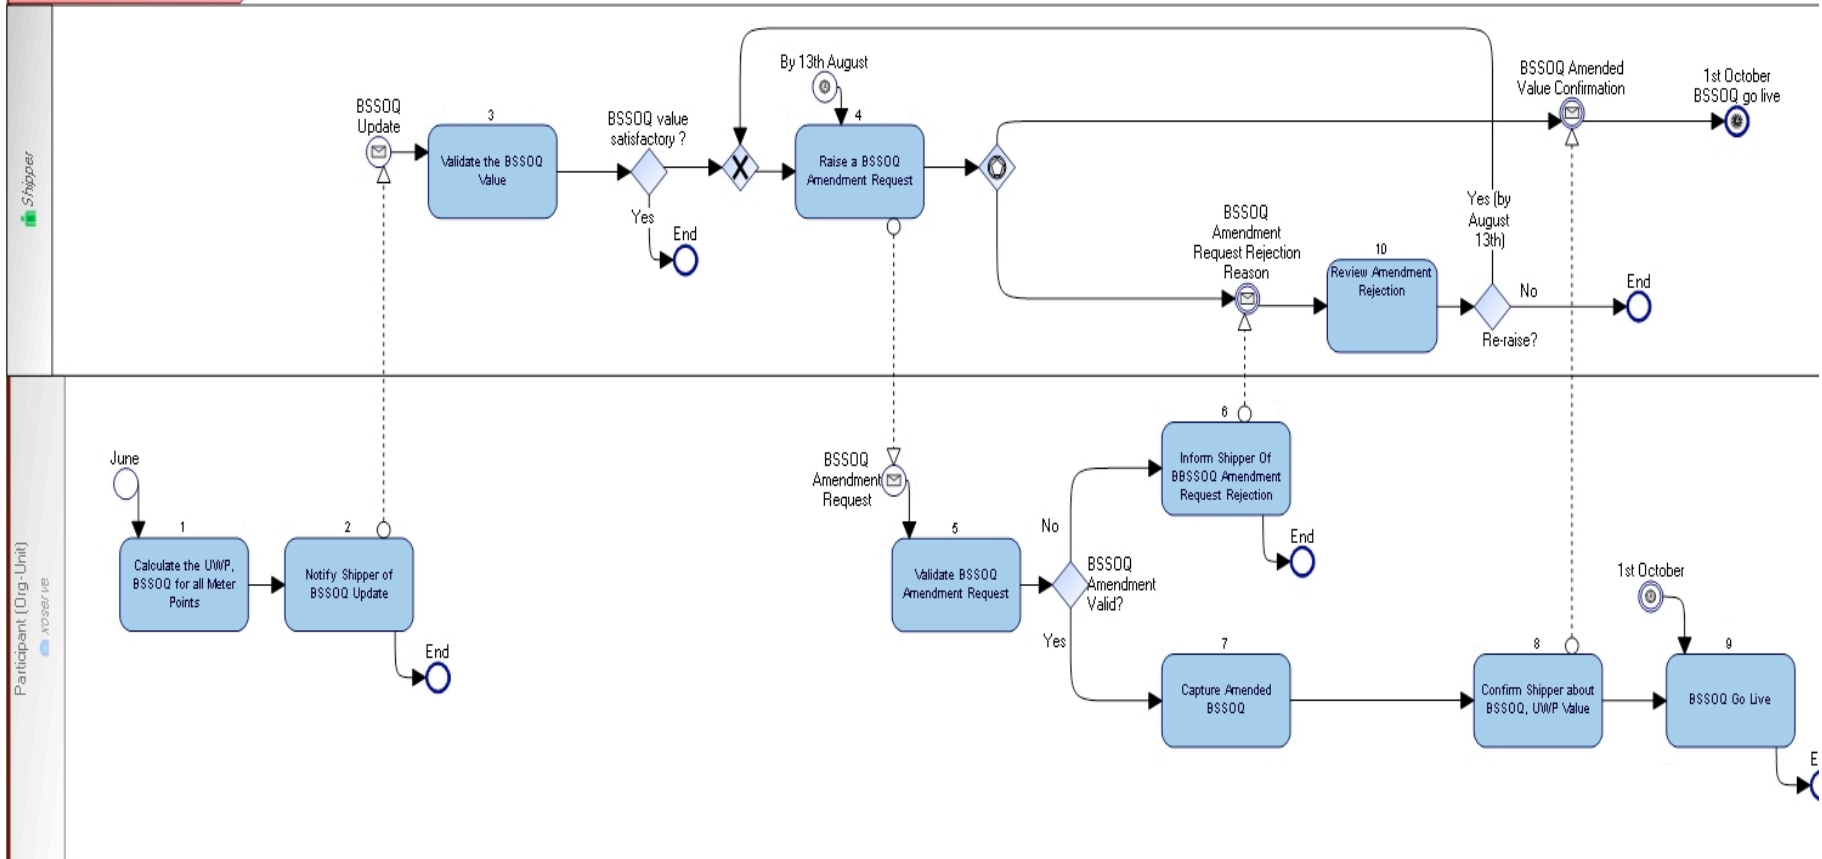 Shipper
By 13th August
BSSOQ
Update
3
Validate the BSSOQ
Value
BSSOQ value
satisfactory ?
Yes
End
4
Raise a BSSOQ
Amendment Request
BSSOQ
Amendment
Request Rejection
Reason
10
Review Amendment
Rejection
Yes (by
August
13th)
No
Re-raise?
End
BSSOQ Amended
Value Confirmation
1st October
BSSOQ go live
Participant (Org-Unit)
xoserve
June
1
Calculate the UWP,
BSSOQ for all Meter
Points
2
Notify Shipper of
BSSOQ Update
End
BSSOQ
Amendment
Request
5
Validate BSSOQ
Amendment Request
No
BSSOQ
Amendment
Valid?
Yes
6
Inform Shipper Of
BBSSOQ Amendment
Request Rejection
End
7
Capture Amended
BSSOQ
8
Confirm Shipper about
BSSOQ, UWP Value
1st October
9
BSSOQ Go Live
E